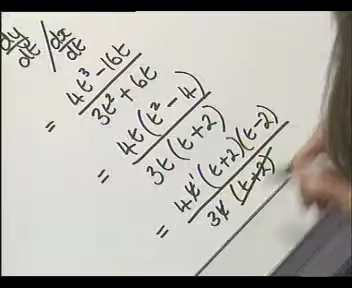 dy/dt / dx/dt
= 4t³ - 16t / 3t² + 6t
= 4t(t² - 4) / 3t(t+2)
= 4t(t+2)(t-2) / 3t(t+2)